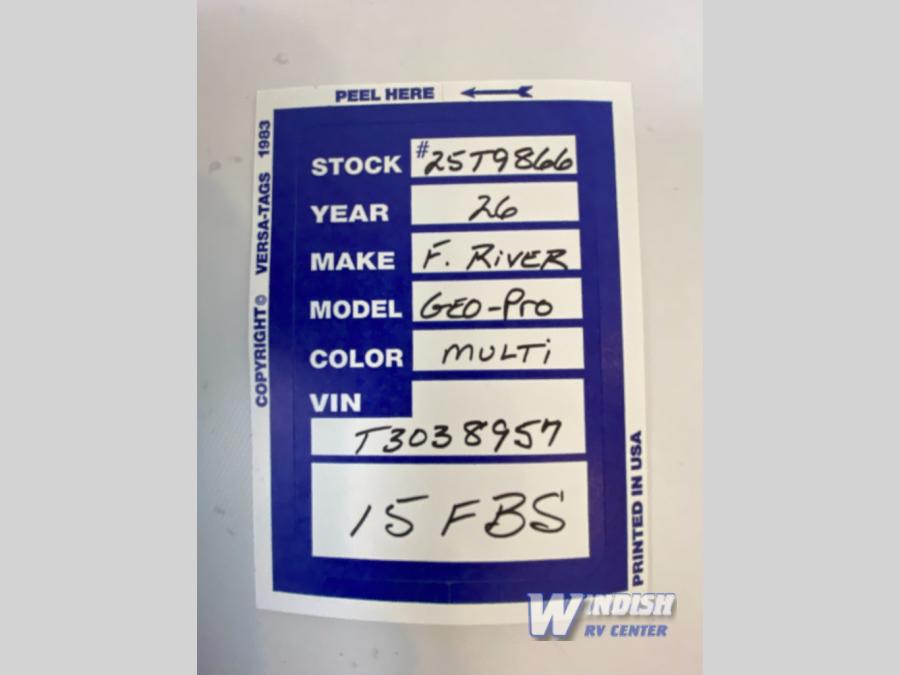 PEEL HERE
COPYRIGHT © VERSA-TAGS 1983
STOCK #25T9866
YEAR 26
MAKE F. RIVER
MODEL GEO-PRO
COLOR MULTi
VIN
T3038957
15 FBS
PRINTED IN USA
WINDISH
RV CENTER